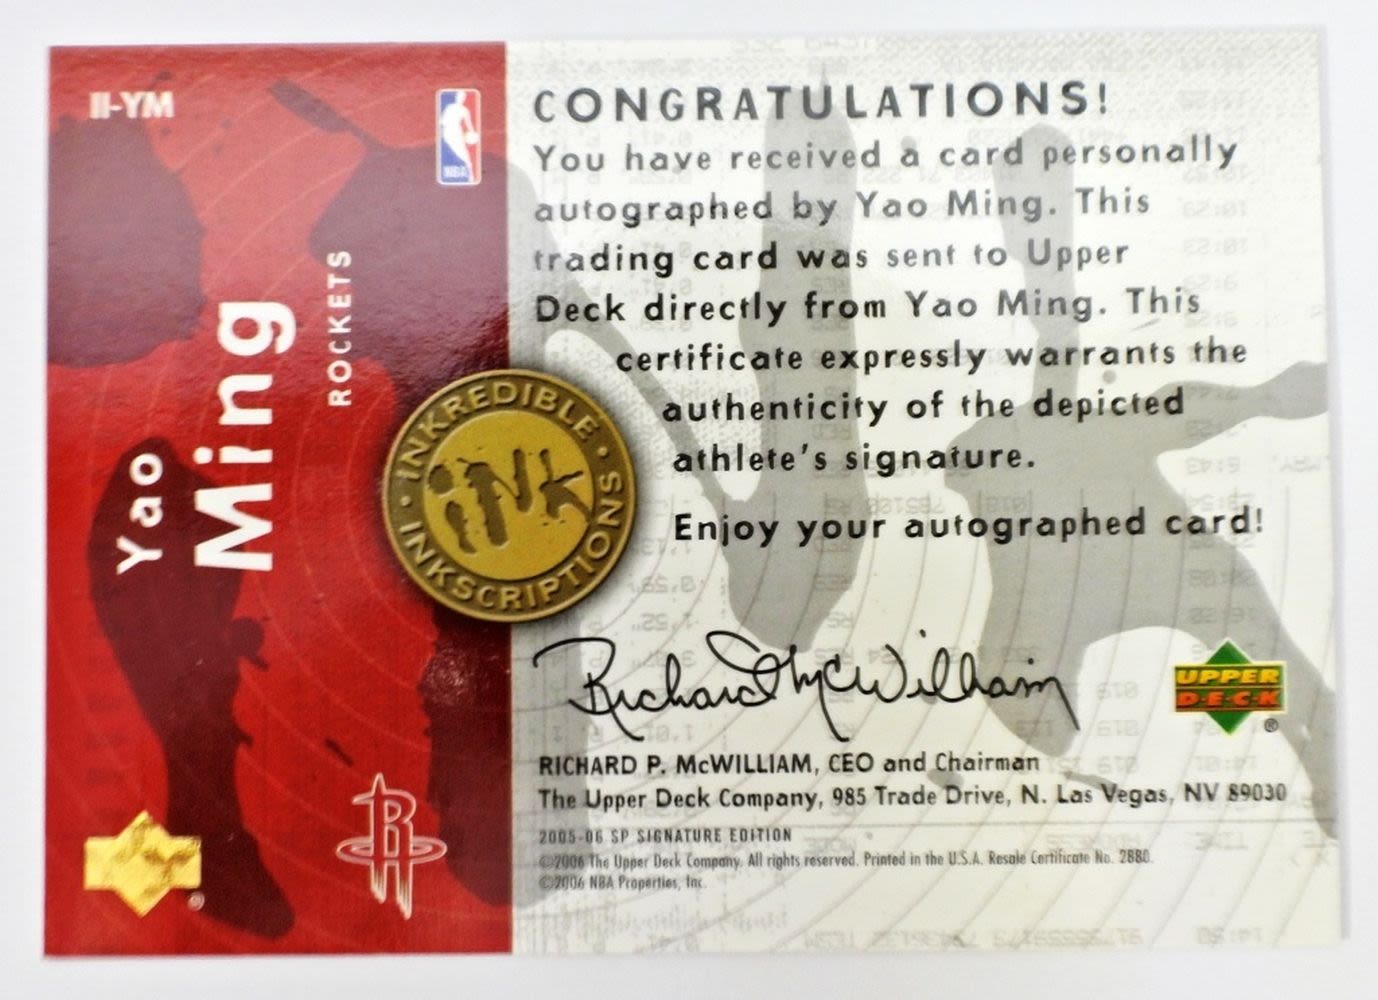 II-YM
NBA
Yao
Ming
ROCKETS
INKREDIBLE
INK
INKSCRIPTIONS
CONGRATULATIONS!
You have received a card personally
autographed by Yao Ming. This
trading card was sent to Upper
Deck directly from Yao Ming. This
certificate expressly warrants the
authenticity of the depicted
athlete's signature.
Enjoy your autographed card!
Richard McWilliam
UPPER
D·E·C·K
®
RICHARD P. McWILLIAM, CEO and Chairman
The Upper Deck Company, 985 Trade Drive, N. Las Vegas, NV 89030
2005-06 SP SIGNATURE EDITION
©2006 The Upper Deck Company. All rights reserved. Printed in the U.S.A. Resale Certificate No. 2880.
©2006 NBA Properties, Inc.
R
®